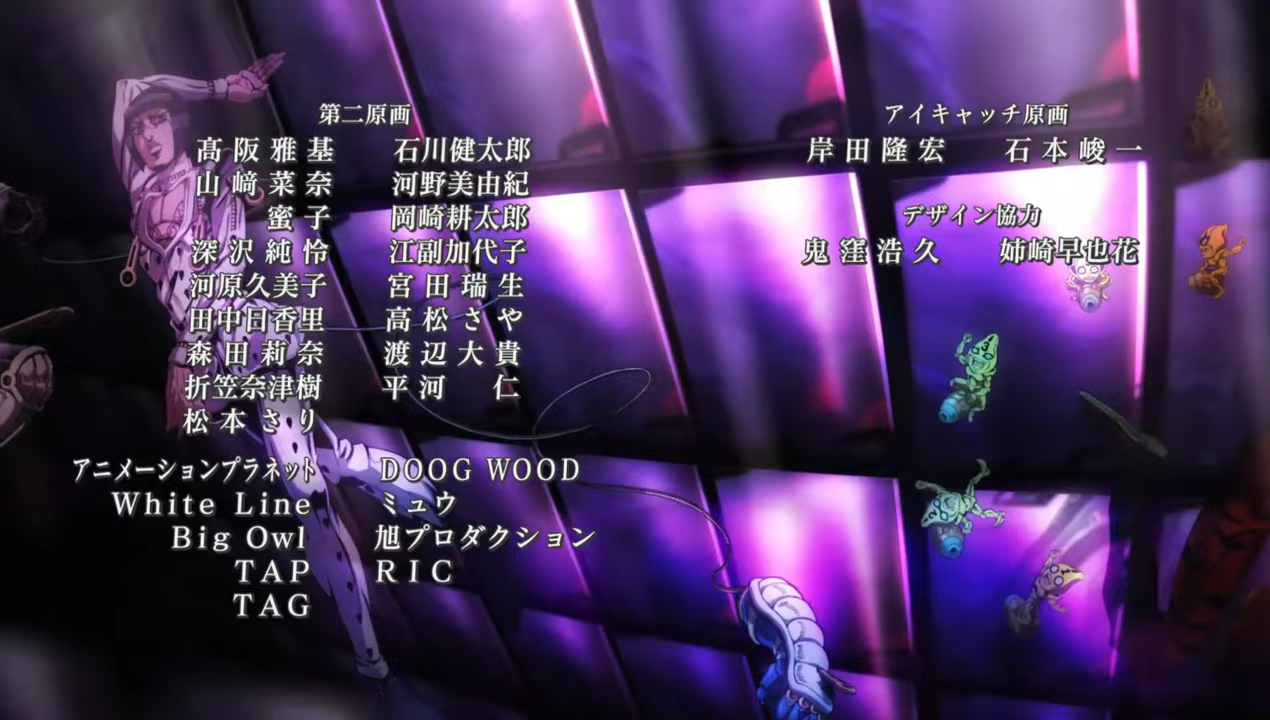 第二原画
髙阪雅基 石川健太郎
山﨑菜奈 河野美由紀
蜜子 岡崎耕太郎
深沢純怜 江副加代子
河原久美子 宮田瑞生
田中日香里 高松さや
森田莉奈 渡辺大貴
折笠奈津樹 平河仁
松本さり
アニメーションプラネット DOOG WOOD
White Line ミュウ
Big Owl 旭プロダクション
TAP RIC
TAG
アイキャッチ原画
岸田隆宏 石本峻一
デザイン協力
鬼窪浩久 姉崎早也花